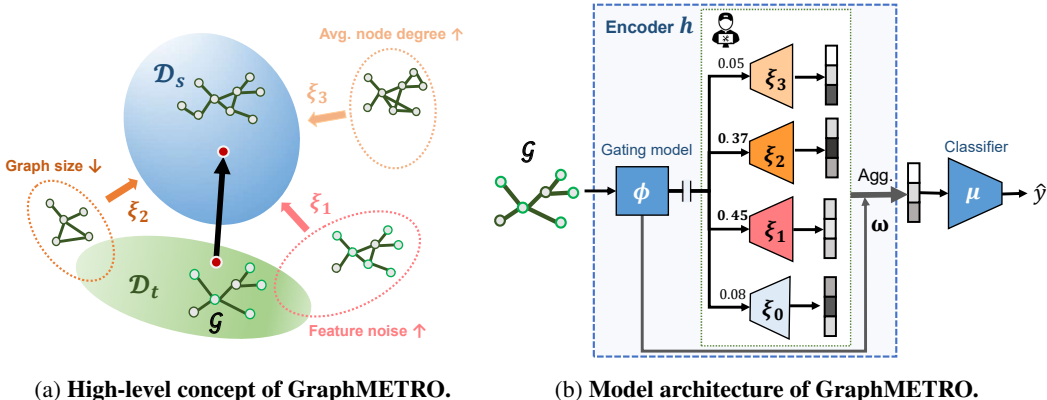 Avg. node degree ↑
𝒟ₛ
ξ₃
Graph size ↓
ξ₂
ξ₁
𝒟ₜ
𝒢
Feature noise ↑
(a) High-level concept of GraphMETRO.
Encoder h
0.05
ξ₃
0.37
ξ₂
𝒢
Gating model
ϕ
0.45
ξ₁
0.08
ξ₀
Agg.
ω
Classifier
μ
ŷ
(b) Model architecture of GraphMETRO.